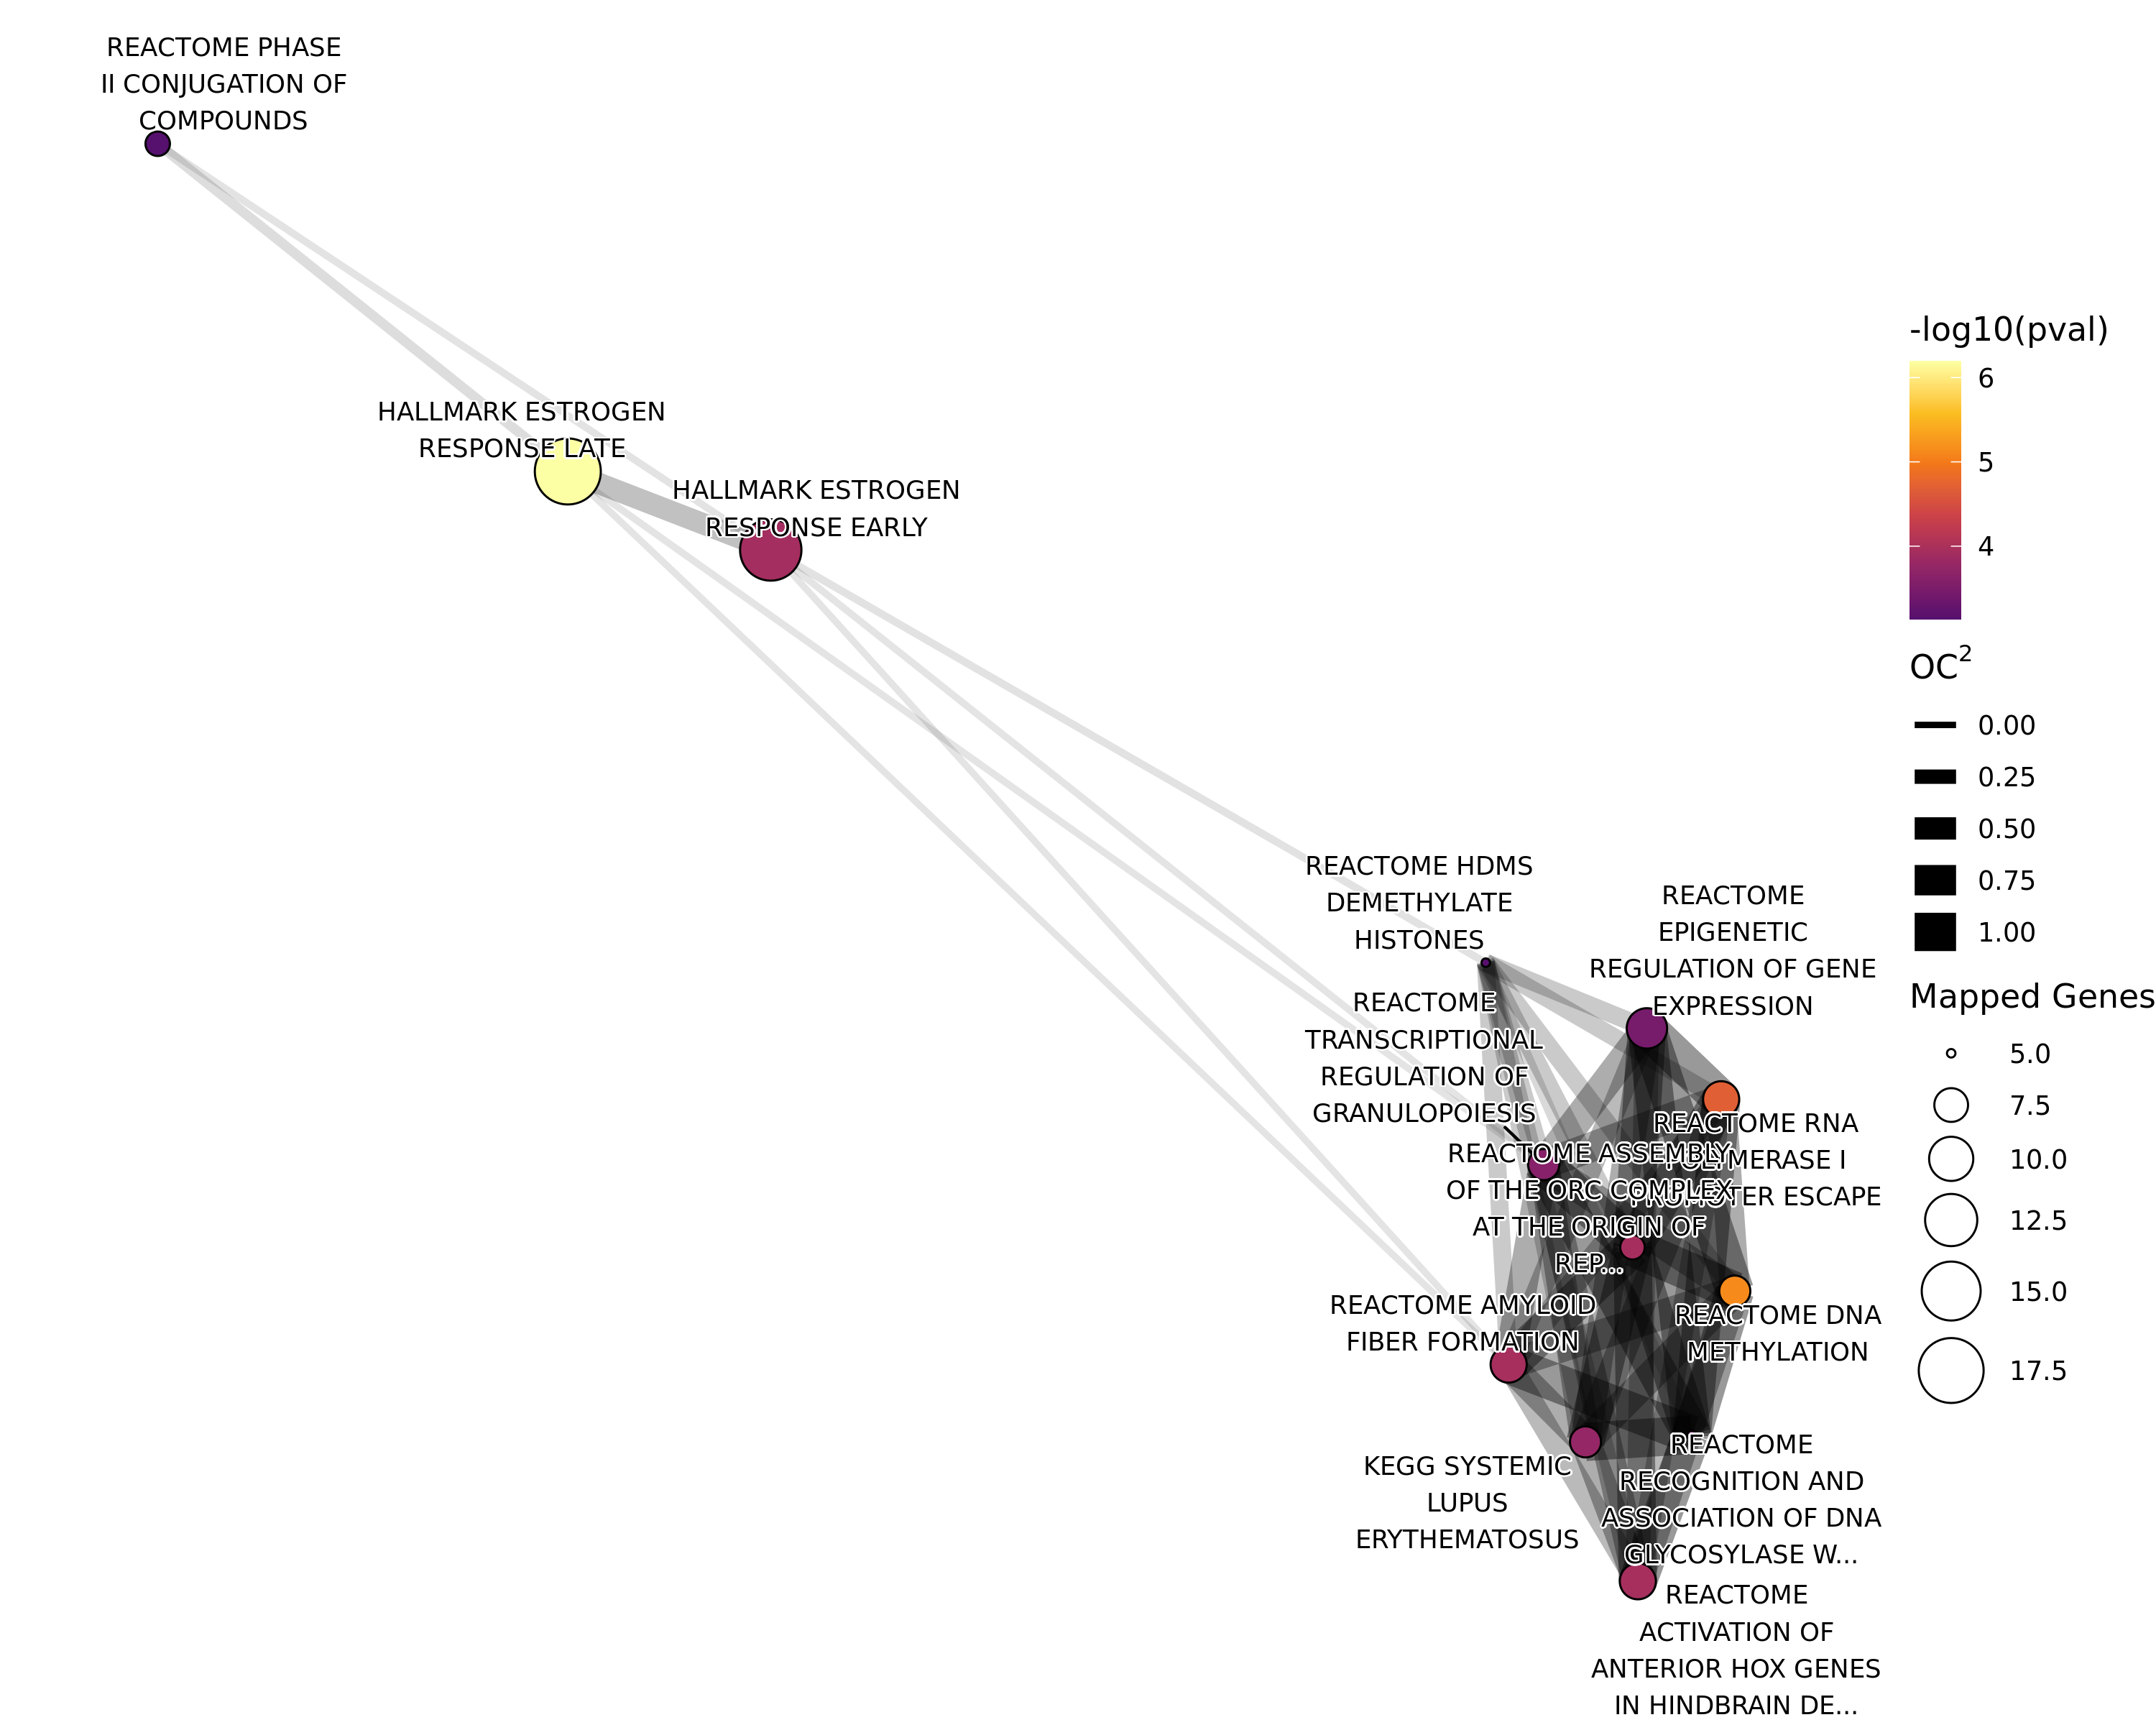 REACTOME PHASE
II CONJUGATION OF
COMPOUNDS
HALLMARK ESTROGEN
RESPONSE LATE
HALLMARK ESTROGEN
RESPONSE EARLY
REACTOME HDMS
DEMETHYLATE
HISTONES
REACTOME
EPIGENETIC
REGULATION OF GENE
EXPRESSION
REACTOME
TRANSCRIPTIONAL
REGULATION OF
GRANULOPOIESIS
REACTOME RNA
POLYMERASE I
PROMOTER ESCAPE
REACTOME ASSEMBLY
OF THE ORC COMPLEX
AT THE ORIGIN OF
REP...
REACTOME AMYLOID
FIBER FORMATION
REACTOME DNA
METHYLATION
KEGG SYSTEMIC
LUPUS
ERYTHEMATOSUS
REACTOME
RECOGNITION AND
ASSOCIATION OF DNA
GLYCOSYLASE W...
REACTOME
ACTIVATION OF
ANTERIOR HOX GENES
IN HINDBRAIN DE...
-log10(pval)
6
5
4
OC²
0.00
0.25
0.50
0.75
1.00
Mapped Genes
5.0
7.5
10.0
12.5
15.0
17.5